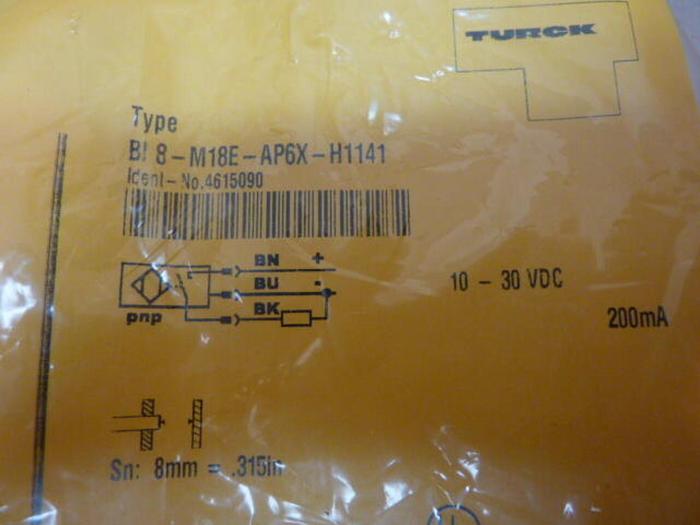 TURCK
Type
BI 8-M18E-AP6X-H1141
Ident-No.4615090
BN +
BU -
BK
pnp
10 - 30 VDC
200mA
Sn: 8mm = .315in